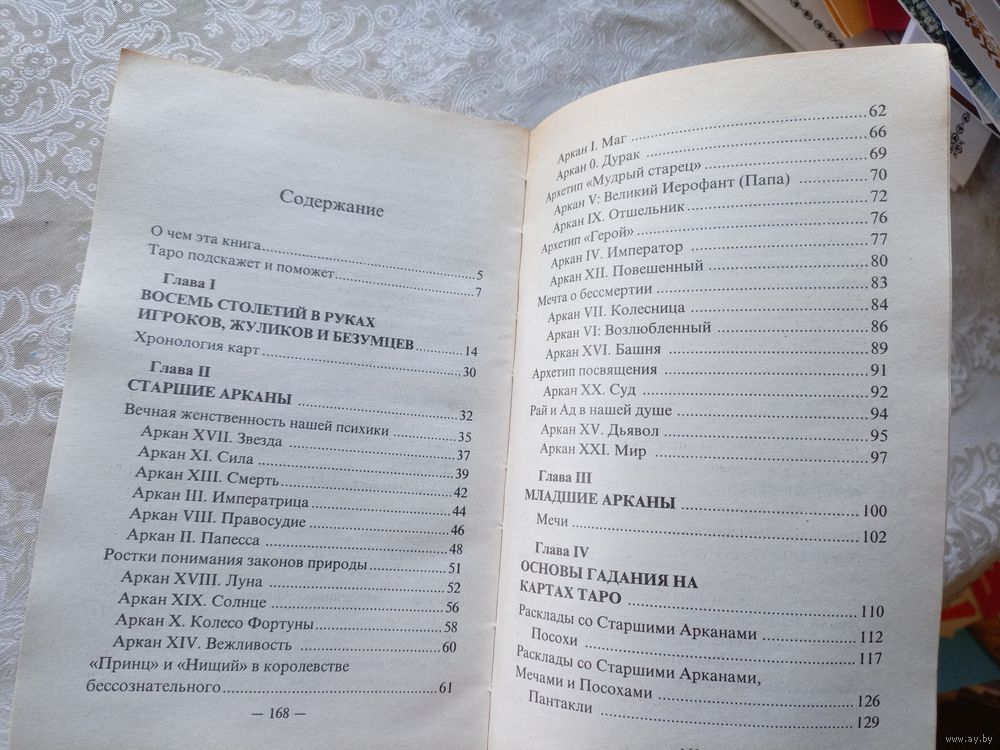 Содержание
О чем эта книга 5
Таро подскажет и поможет 7
Глава I
ВОСЕМЬ СТОЛЕТИЙ В РУКАХ
ИГРОКОВ, ЖУЛИКОВ И БЕЗУМЦЕВ 14
Хронология карт 30
Глава II
СТАРШИЕ АРКАНЫ 32
Вечная женственность нашей психики 35
Аркан XVII. Звезда 37
Аркан XI. Сила 39
Аркан XIII. Смерть 42
Аркан III. Императрица 44
Аркан VIII. Правосудие 46
Аркан II. Папесса 48
Ростки понимания законов природы 51
Аркан XVIII. Луна 52
Аркан XIX. Солнце 56
Аркан X. Колесо Фортуны 58
Аркан XIV. Вежливость 60
«Принц» и «Нищий» в королевстве
бессознательного 61
— 168 —
Аркан I. Маг 62
Аркан 0. Дурак 66
Архетип «Мудрый старец» 69
Аркан V: Великий Иерофант (Папа) 70
Аркан IX. Отшельник 72
Архетип «Герой» 76
Аркан IV. Император 77
Аркан XII. Повешенный 80
Мечта о бессмертии 83
Аркан VII. Колесница 84
Аркан VI: Возлюбленный 86
Аркан XVI. Башня 89
Архетип посвящения 91
Аркан XX. Суд 92
Рай и Ад в нашей душе 94
Аркан XV. Дьявол 95
Аркан XXI. Мир 97
Глава III
МЛАДШИЕ АРКАНЫ 100
Мечи 102
Глава IV
ОСНОВЫ ГАДАНИЯ НА
КАРТАХ ТАРО 110
Расклады со Старшими Арканами 112
Посохи 117
Расклады со Старшими Арканами,
Мечами и Посохами 126
Пантакли 129
www.ay.by